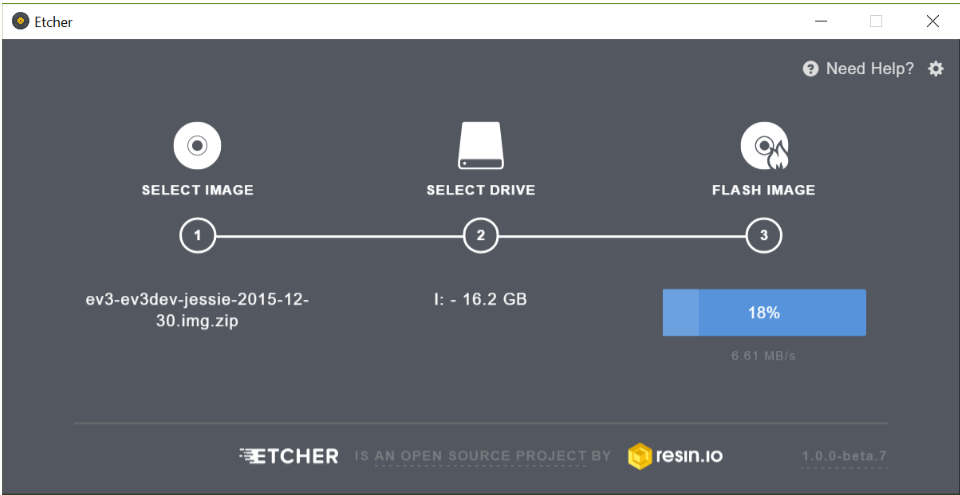 Etcher
Need Help?
SELECT IMAGE
SELECT DRIVE
FLASH IMAGE
1
2
3
ev3-ev3dev-jessie-2015-12-
30.img.zip
I: - 16.2 GB
18%
6.61 MB/s
ETCHER IS AN OPEN SOURCE PROJECT BY resin.io 1.0.0-beta.7